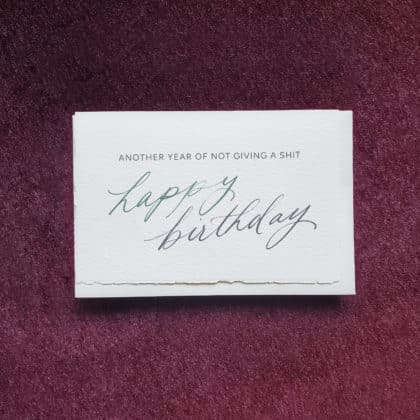 ANOTHER YEAR OF NOT GIVING A SHIT
happy
birthday